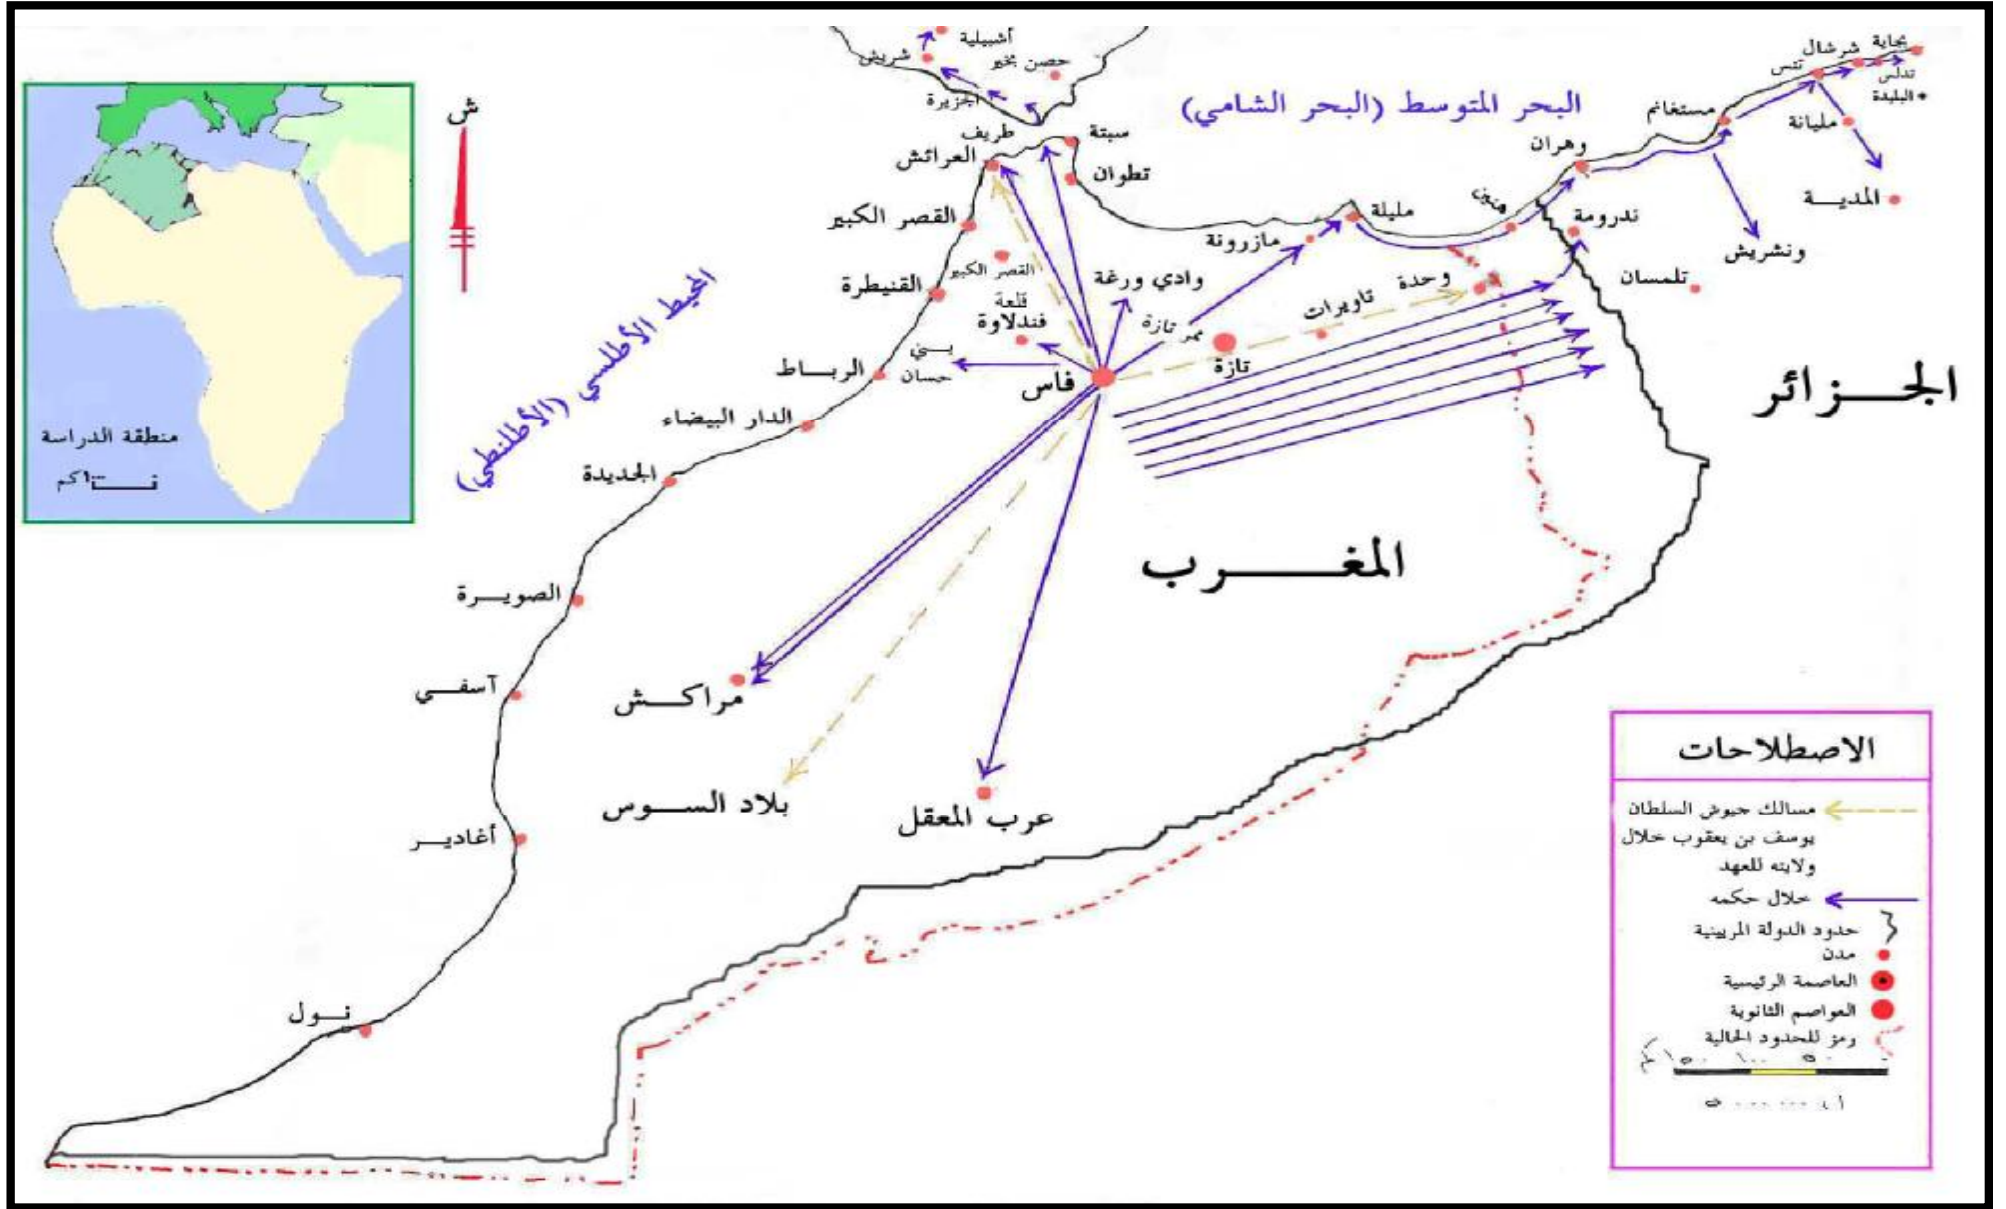 أشبيلية
شريش
حصن بخير
الجزيرة
طريف
سبتة
العرائش
تطوان
البحر المتوسط (البحر الشامي)
بجاية
شرشال
تنس
تدلس
البليدة
مستغانم
مليانة
المدية
وهران
ونشريش
هنين
ندرومة
تلمسان
مليلة
مازرونة
ش
القصر الكبير
القصر الكبير
القنيطرة
وادي ورغة
وحدة
تاويرات
قلعة
فندلاوة
ممر تازة
تازة
بني
حسان
فاس
الرباط
الدار البيضاء
الجديدة
المحيط الأطلسي (الأطلنطي)
الجزائر
المغرب
منطقة الدراسة
الصويرة
آسفي
مراكش
بلاد السوس
عرب المعقل
أغادير
نول
الاصطلاحات
مسالك جيوش السلطان
يوسف بن يعقوب خلال
ولايته للعهد
خلال حكمه
حدود الدولة المرينية
مدن
العاصمة الرئيسية
العواصم الثانوية
رمز للحدود الحالية